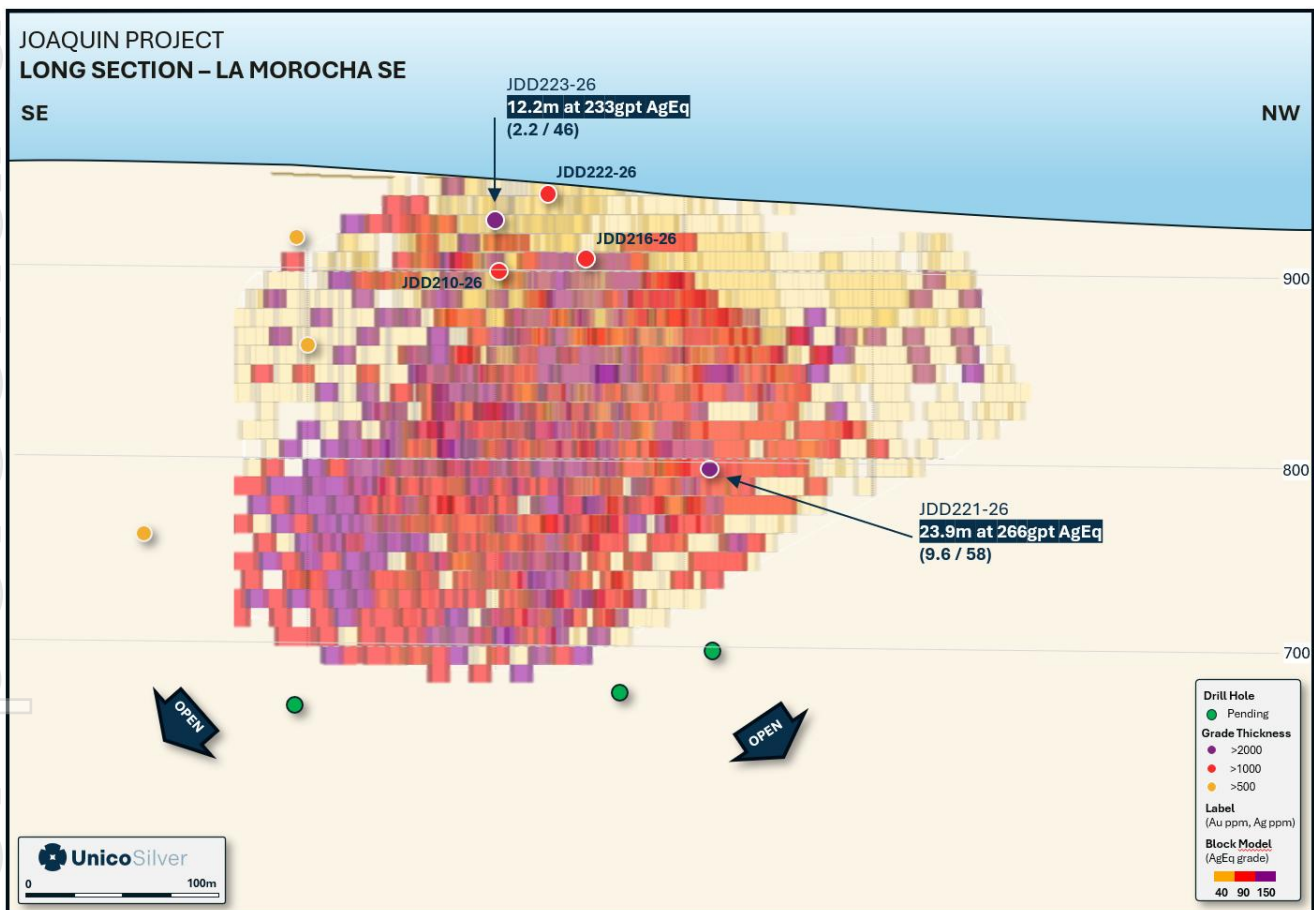 JOAQUIN PROJECT
LONG SECTION – LA MOROCHA SE
SE
NW
JDD223-26
12.2m at 233gpt AgEq
(2.2 / 46)
JDD222-26
JDD216-26
JDD210-26
900
800
JDD221-26
23.9m at 266gpt AgEq
(9.6 / 58)
700
OPEN
OPEN
Drill Hole
Pending
Grade Thickness
>2000
>1000
>500
Label
(Au ppm, Ag ppm)
Block Model
(AgEq grade)
40 90 150
UnicoSilver
0 100m